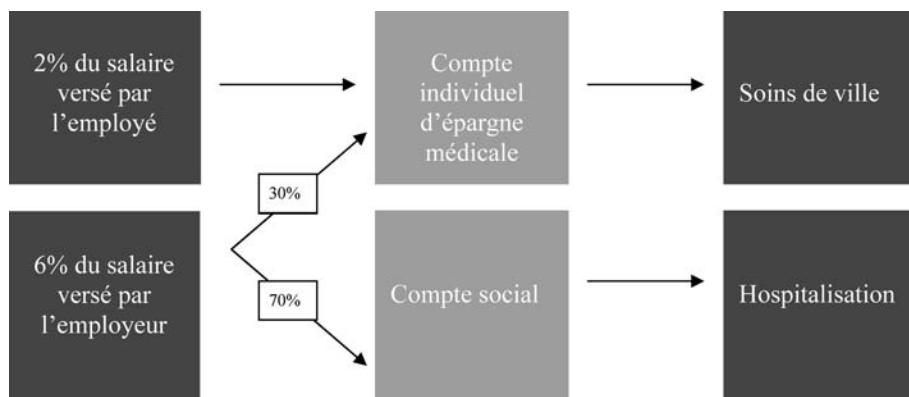 2% du salaire
versé par
l’employé
Compte
individuel
d’épargne
médicale
Soins de ville
30%
6% du salaire
versé par
l’employeur
70%
Compte social
Hospitalisation